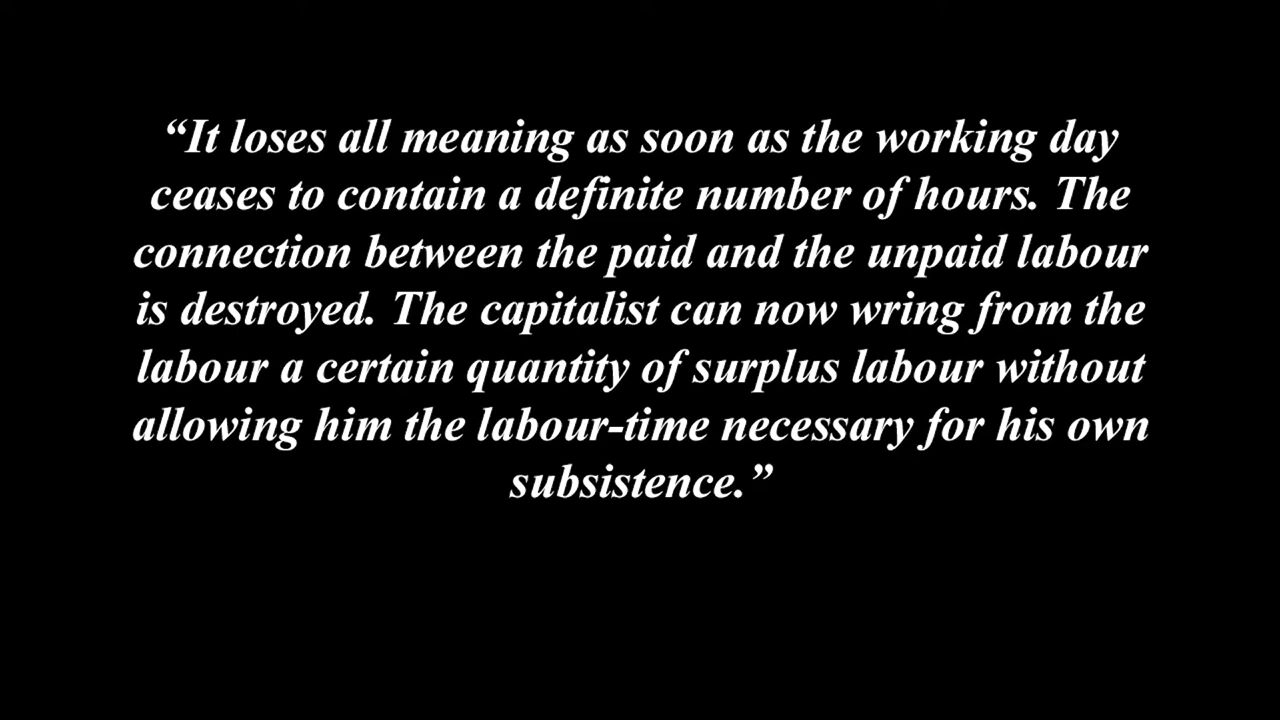 “It loses all meaning as soon as the working day
ceases to contain a definite number of hours. The
connection between the paid and the unpaid labour
is destroyed. The capitalist can now wring from the
labour a certain quantity of surplus labour without
allowing him the labour-time necessary for his own
subsistence.”